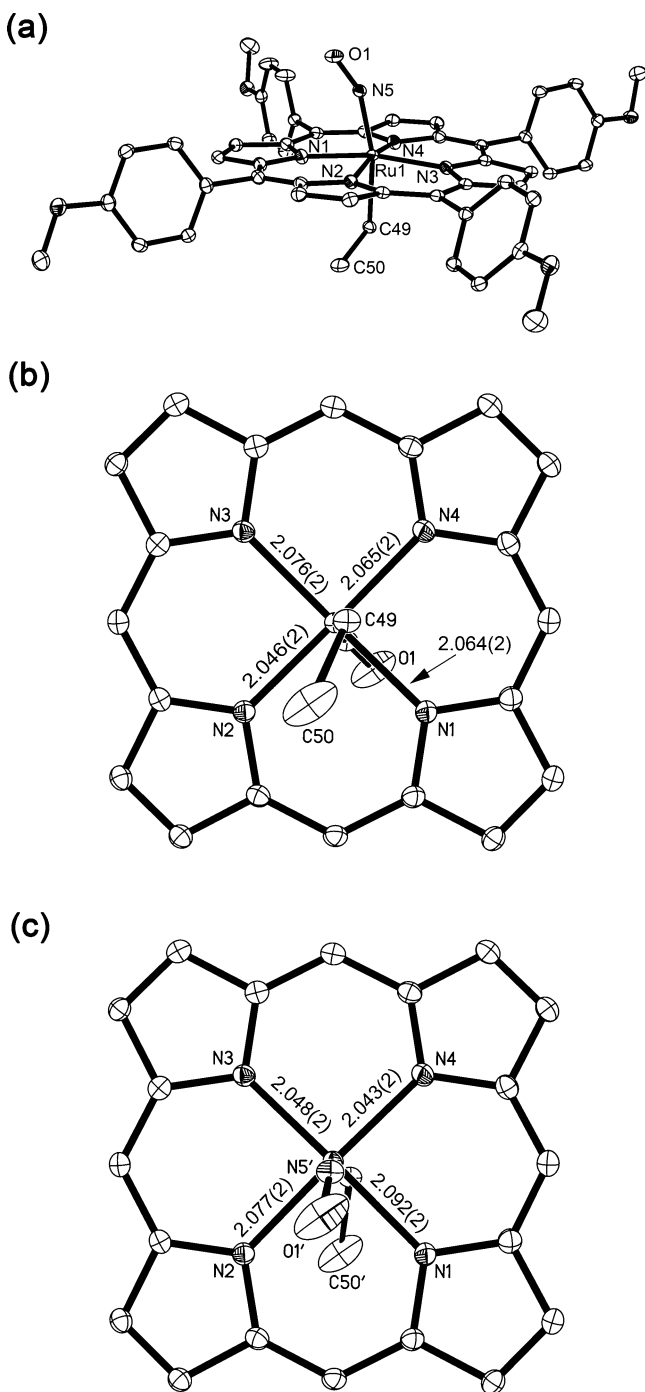 (a)
O1
N5
N1
N4
N2
Ru1
N3
C49
C50
(b)
N3
N4
2.076(2)
2.065(2)
C49
2.046(2)
O1
2.064(2)
N2
C50
N1
(c)
N3
N4
2.048(2)
2.043(2)
N5′
2.077(2)
2.092(2)
O1′
N2
C50′
N1